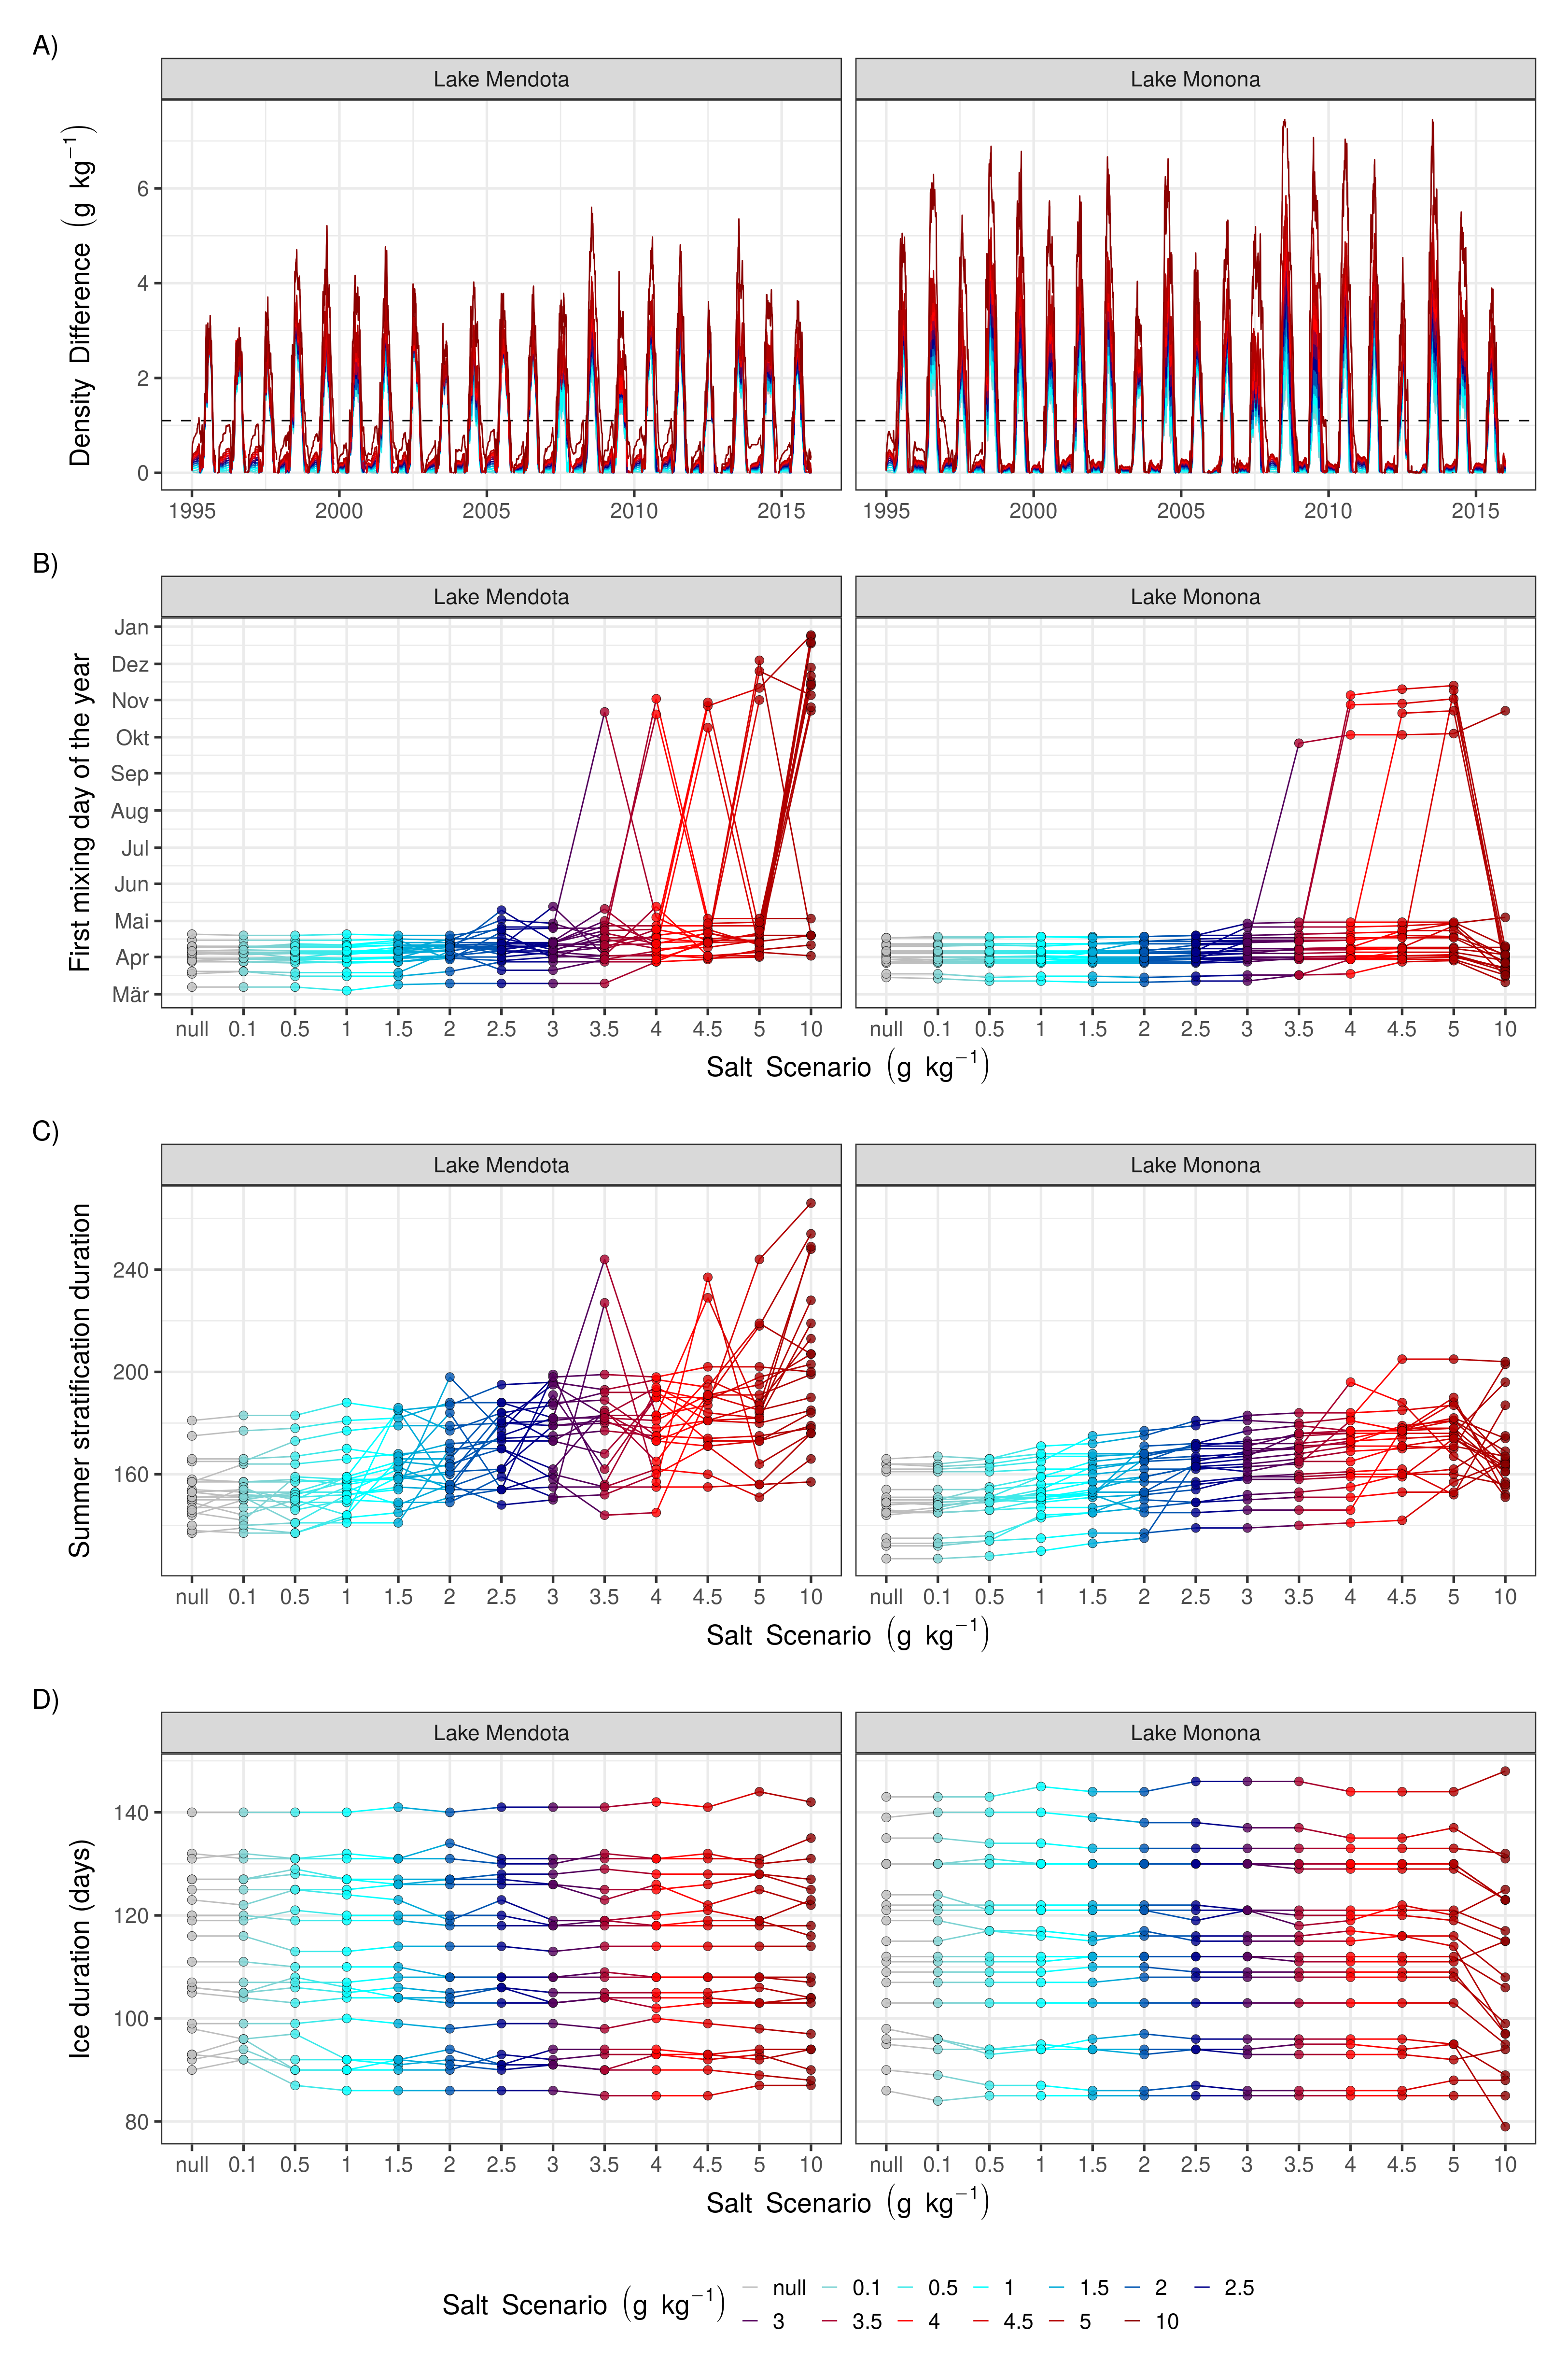 A)
Lake Mendota Lake Monona
Density Difference (g kg⁻¹)
6
4
2
0
1995 2000 2005 2010 2015 1995 2000 2005 2010 2015
B)
Lake Mendota Lake Monona
First mixing day of the year
Jan
Dez
Nov
Okt
Sep
Aug
Jul
Jun
Mai
Apr
Mär
null 0.1 0.5 1 1.5 2 2.5 3 3.5 4 4.5 5 10 null 0.1 0.5 1 1.5 2 2.5 3 3.5 4 4.5 5 10
Salt Scenario (g kg⁻¹)
C)
Lake Mendota Lake Monona
Summer stratification duration
240
200
160
null 0.1 0.5 1 1.5 2 2.5 3 3.5 4 4.5 5 10 null 0.1 0.5 1 1.5 2 2.5 3 3.5 4 4.5 5 10
Salt Scenario (g kg⁻¹)
D)
Lake Mendota Lake Monona
Ice duration (days)
140
120
100
80
null 0.1 0.5 1 1.5 2 2.5 3 3.5 4 4.5 5 10 null 0.1 0.5 1 1.5 2 2.5 3 3.5 4 4.5 5 10
Salt Scenario (g kg⁻¹)
Salt Scenario (g kg⁻¹)
null 0.1 0.5 1 1.5 2 2.5
3 3.5 4 4.5 5 10